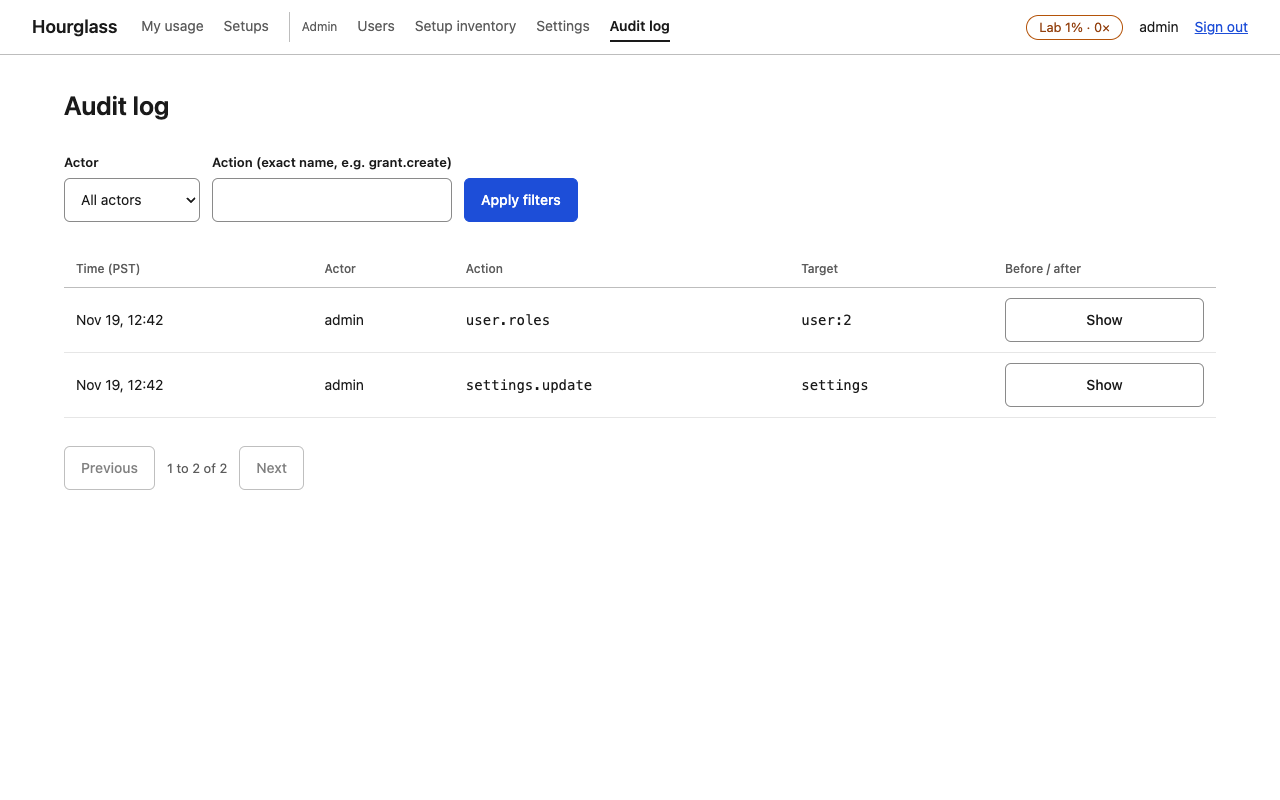 Hourglass My usage Setups Admin Users Setup inventory Settings Audit log Lab 1% · 0× admin Sign out
Audit log
Actor Action (exact name, e.g. grant.create)
All actors Apply filters
Time (PST) Actor Action Target Before / after
Nov 19, 12:42 admin user.roles user:2 Show
Nov 19, 12:42 admin settings.update settings Show
Previous 1 to 2 of 2 Next